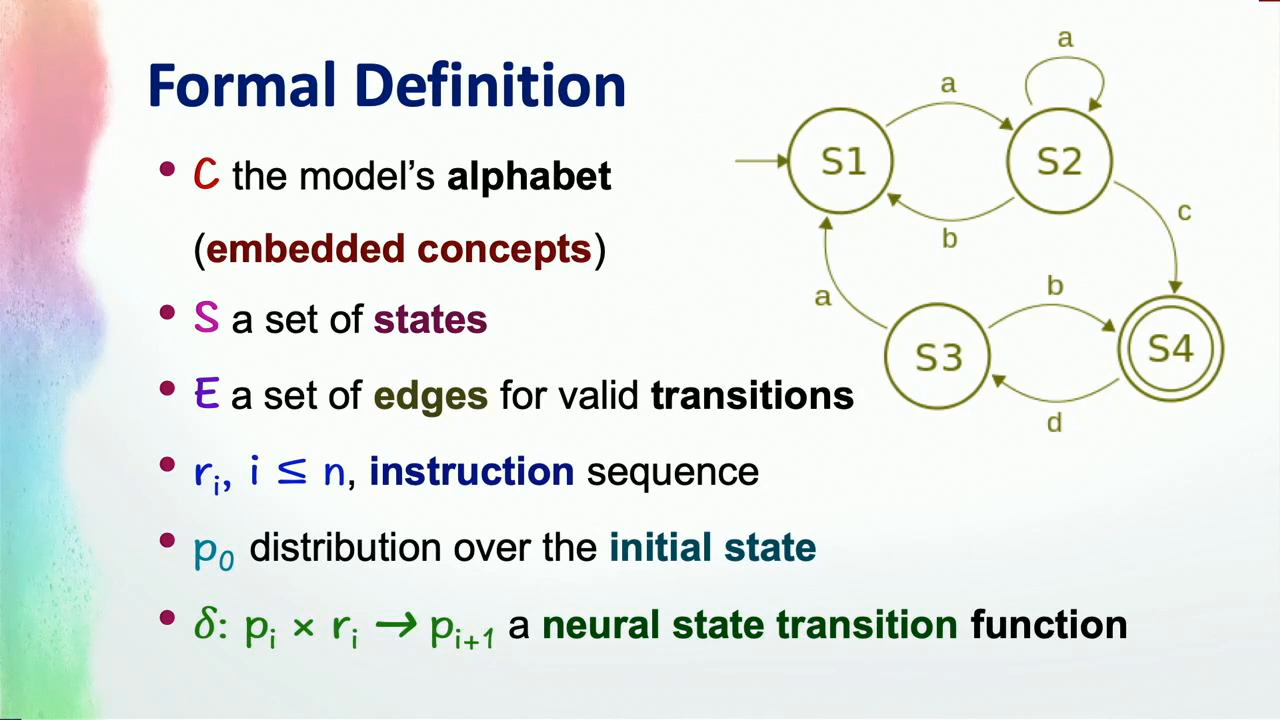 Formal Definition
• C the model’s alphabet
(embedded concepts)
• S a set of states
• E a set of edges for valid transitions
• rᵢ, i ≤ n, instruction sequence
• p₀ distribution over the initial state
• δ: pᵢ × rᵢ → pᵢ₊₁ a neural state transition function
a
a
S1
S2
b
c
a
b
S3
S4
d